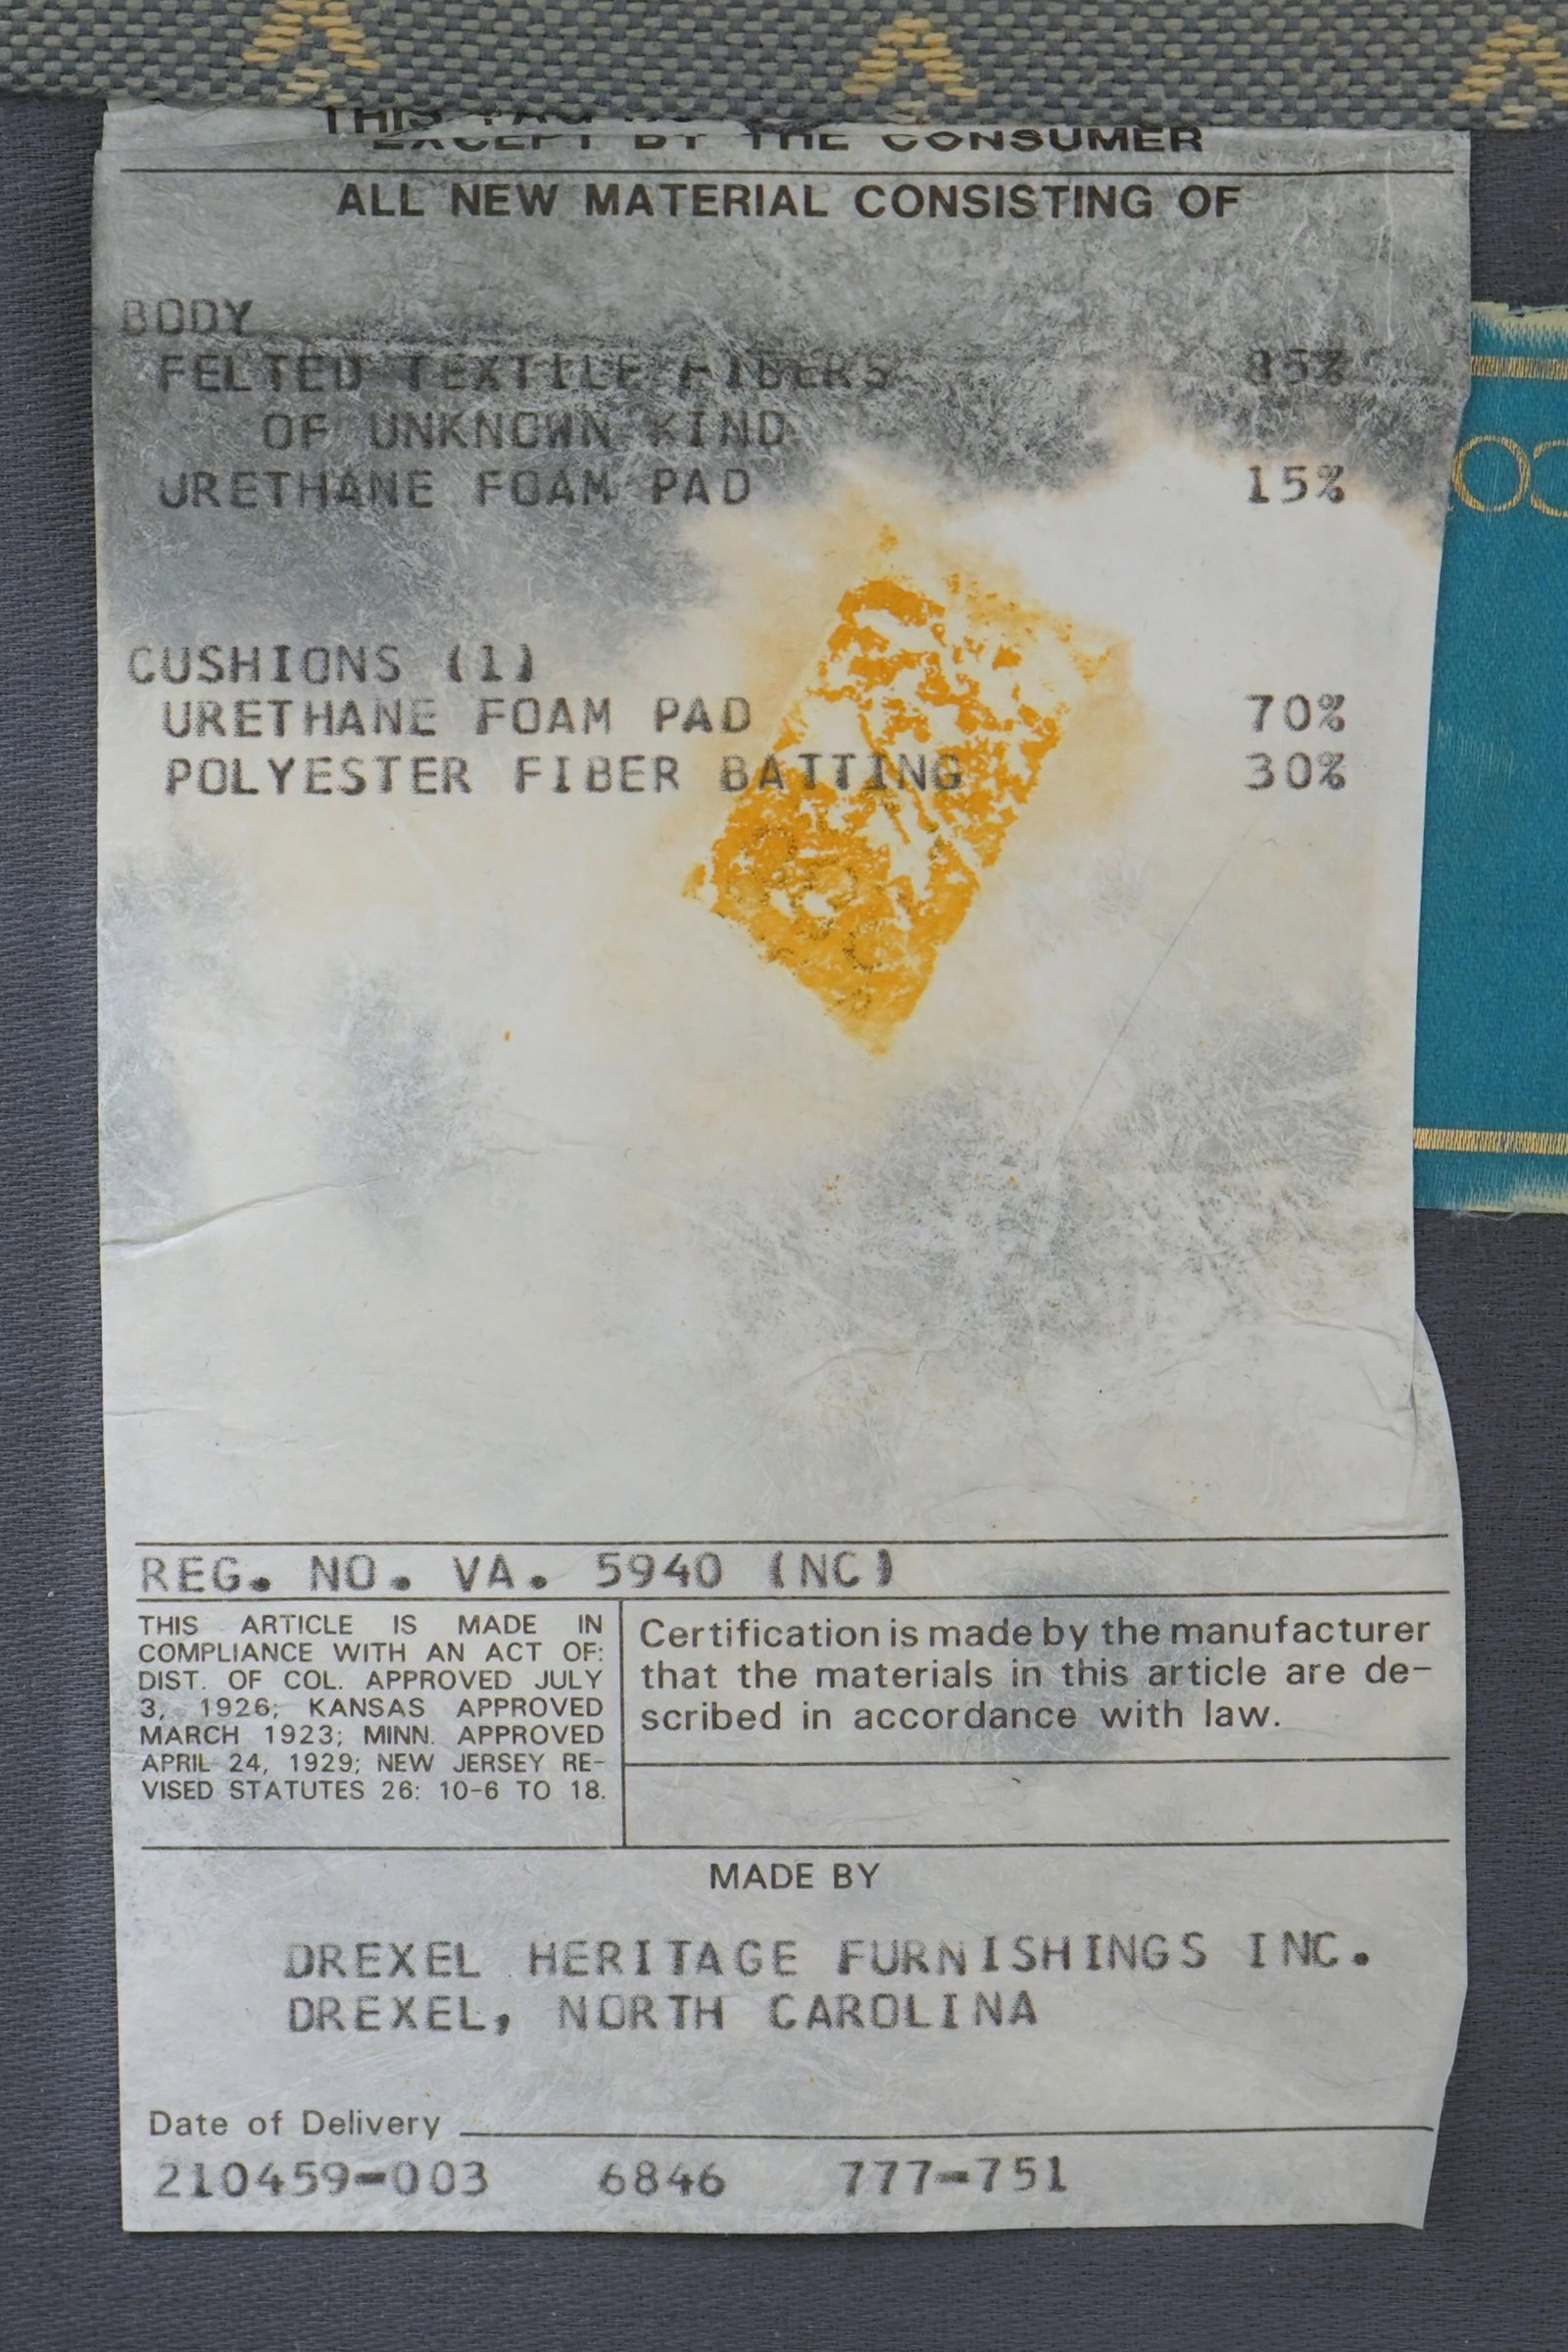 THIS TAG
EXCEPT BY THE CONSUMER
ALL NEW MATERIAL CONSISTING OF
BODY
FELTED TEXTILE FIBERS 85%
OF UNKNOWN KIND
URETHANE FOAM PAD 15%
CUSHIONS (1)
URETHANE FOAM PAD 70%
POLYESTER FIBER BATTING 30%
REG. NO. VA. 5940 (NC)
THIS ARTICLE IS MADE IN
COMPLIANCE WITH AN ACT OF:
DIST. OF COL. APPROVED JULY
3, 1926; KANSAS APPROVED
MARCH 1923; MINN. APPROVED
APRIL 24, 1929; NEW JERSEY RE-
VISED STATUTES 26: 10-6 TO 18.
Certification is made by the manufacturer
that the materials in this article are de-
scribed in accordance with law.
MADE BY
DREXEL HERITAGE FURNISHINGS INC.
DREXEL, NORTH CAROLINA
Date of Delivery
210459-003 6846 777-751